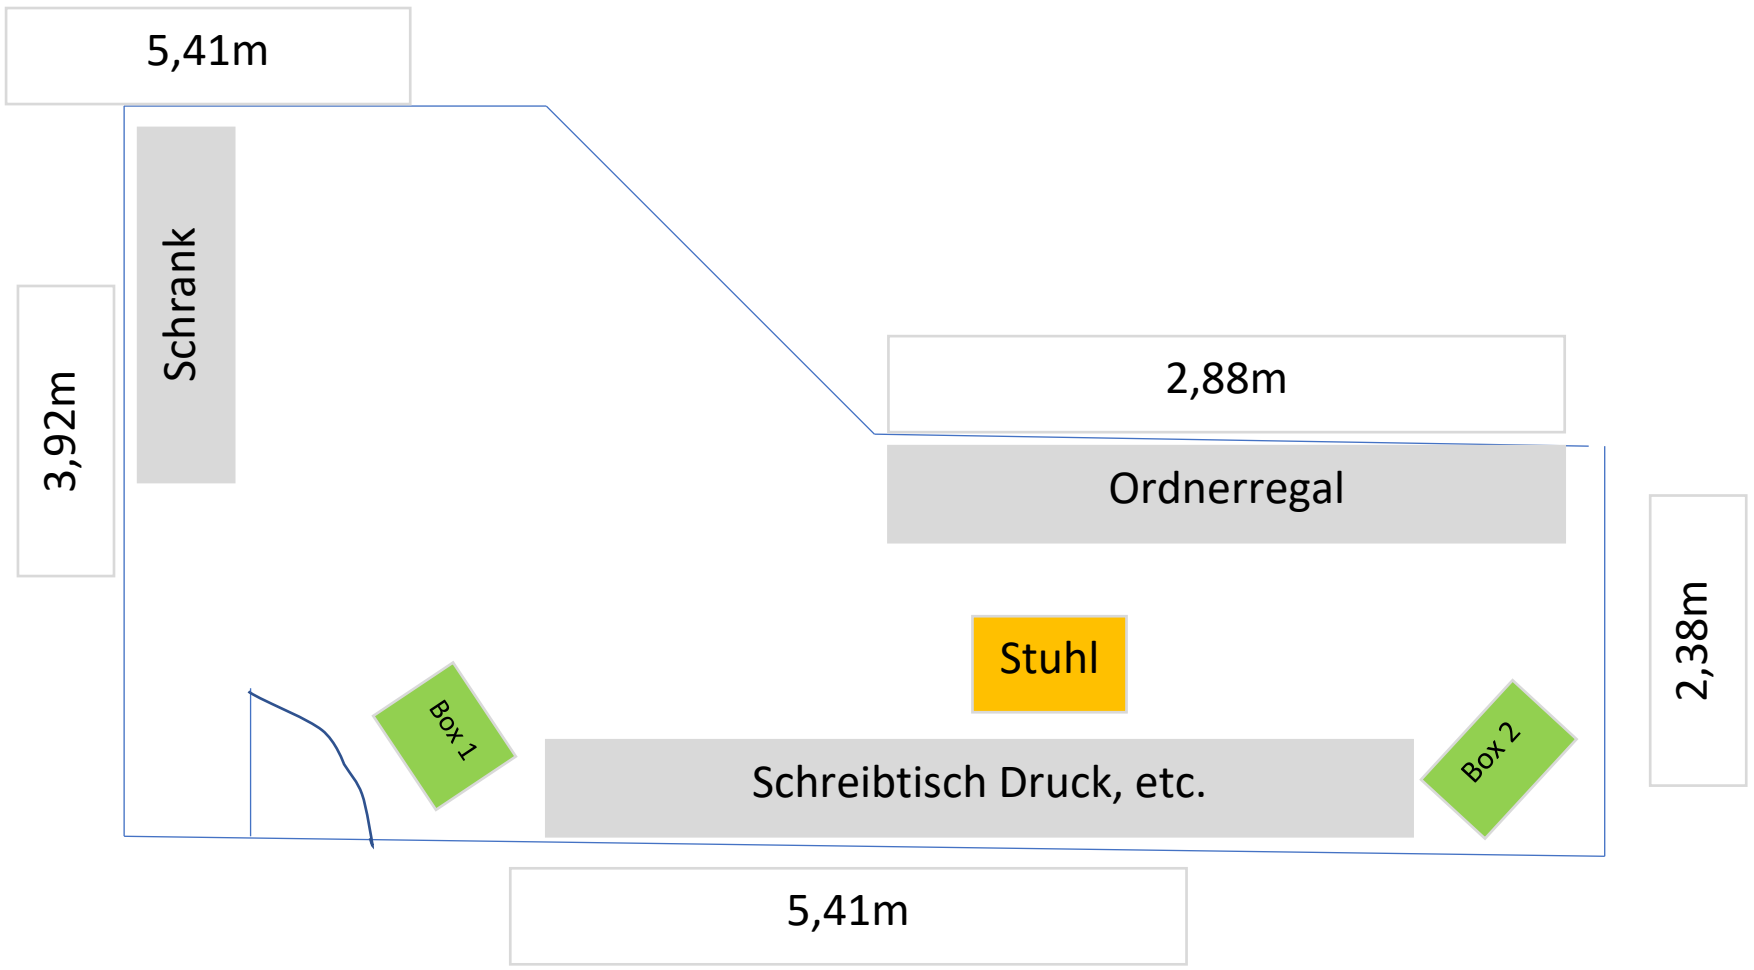 5,41m
Schrank
3,92m
2,88m
Ordnerregal
2,38m
Stuhl
Box 1
Box 2
Schreibtisch Druck, etc.
5,41m